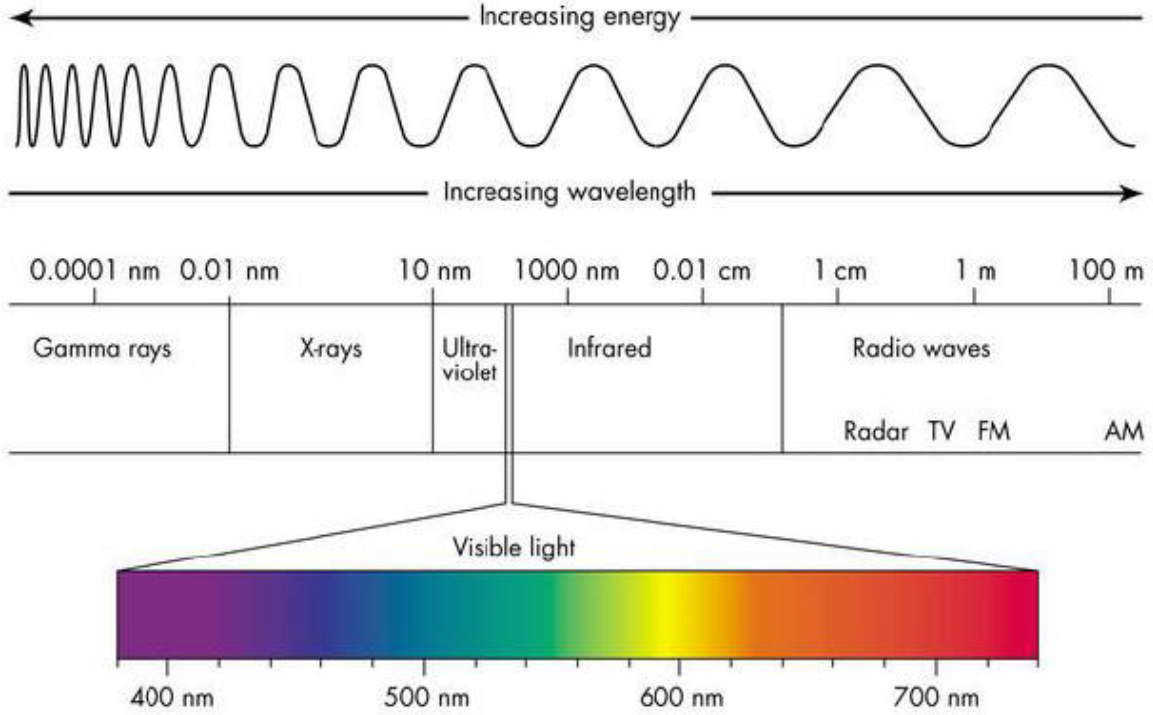 Increasing energy
Increasing wavelength
0.0001 nm 0.01 nm 10 nm 1000 nm 0.01 cm 1 cm 1 m 100 m
Gamma rays X-rays Ultra- Infrared Radio waves
violet
Radar TV FM AM
Visible light
400 nm 500 nm 600 nm 700 nm